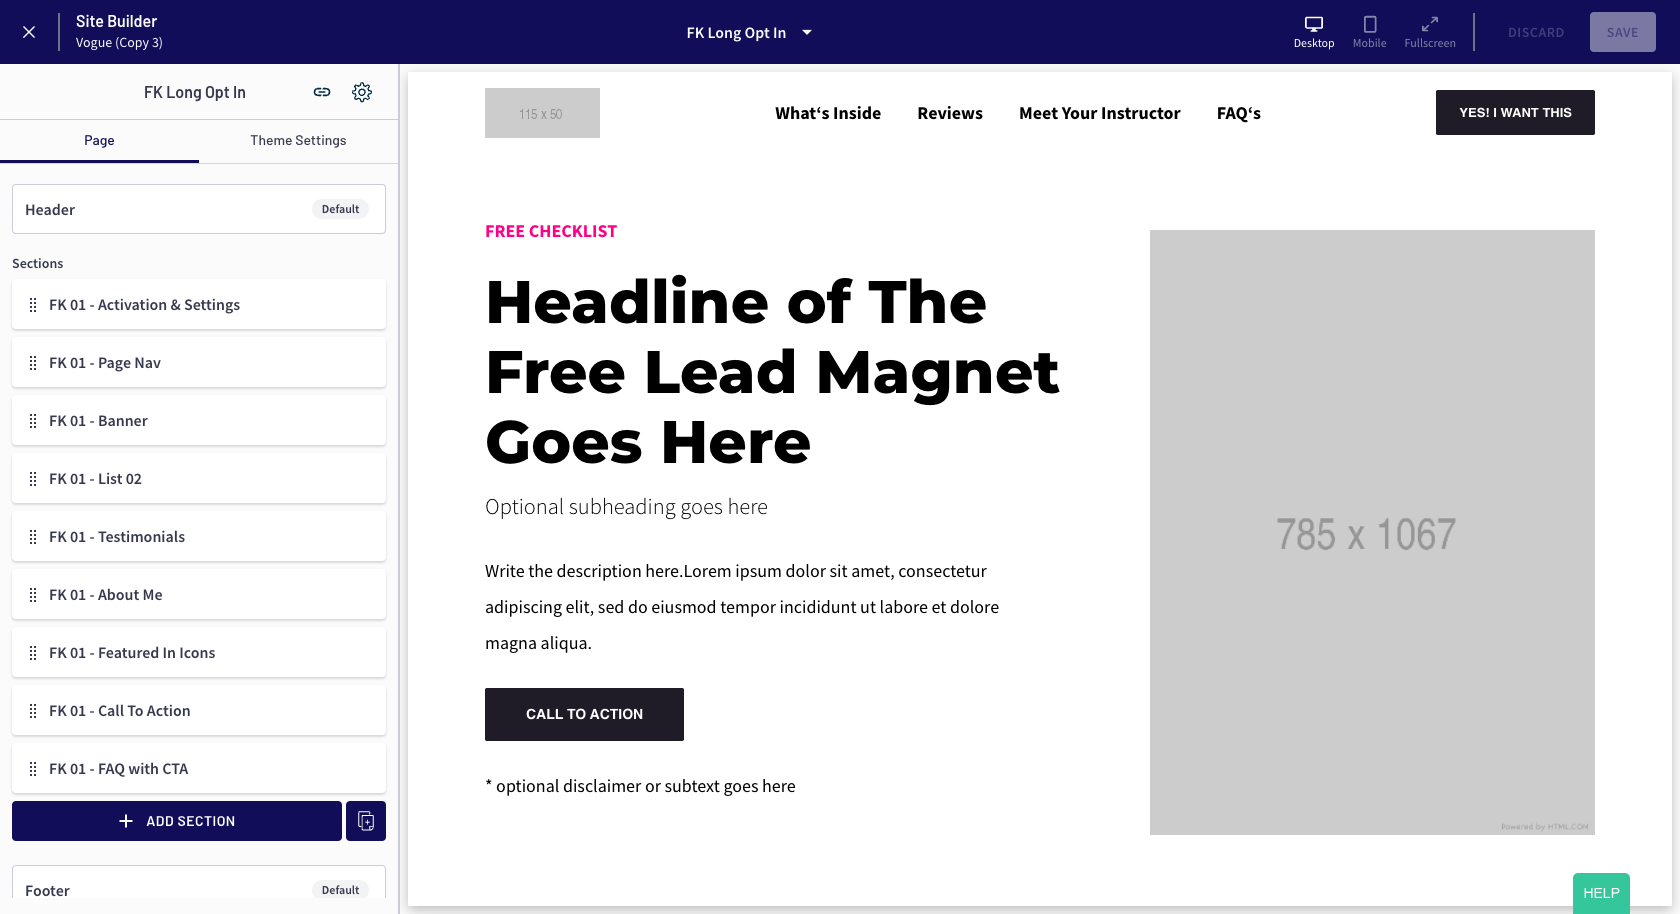 Site Builder
Vogue (Copy 3)
FK Long Opt In
Desktop
Mobile
Fullscreen
DISCARD
SAVE
FK Long Opt In
Page
Theme Settings
Header
Default
Sections
FK 01 - Activation & Settings
FK 01 - Page Nav
FK 01 - Banner
FK 01 - List 02
FK 01 - Testimonials
FK 01 - About Me
FK 01 - Featured In Icons
FK 01 - Call To Action
FK 01 - FAQ with CTA
ADD SECTION
Footer
Default
115 x 50
What‘s Inside
Reviews
Meet Your Instructor
FAQ‘s
YES! I WANT THIS
FREE CHECKLIST
Headline of The
Free Lead Magnet
Goes Here
Optional subheading goes here
Write the description here.Lorem ipsum dolor sit amet, consectetur
adipiscing elit, sed do eiusmod tempor incididunt ut labore et dolore
magna aliqua.
CALL TO ACTION
* optional disclaimer or subtext goes here
785 x 1067
Powered by HTML.COM
HELP